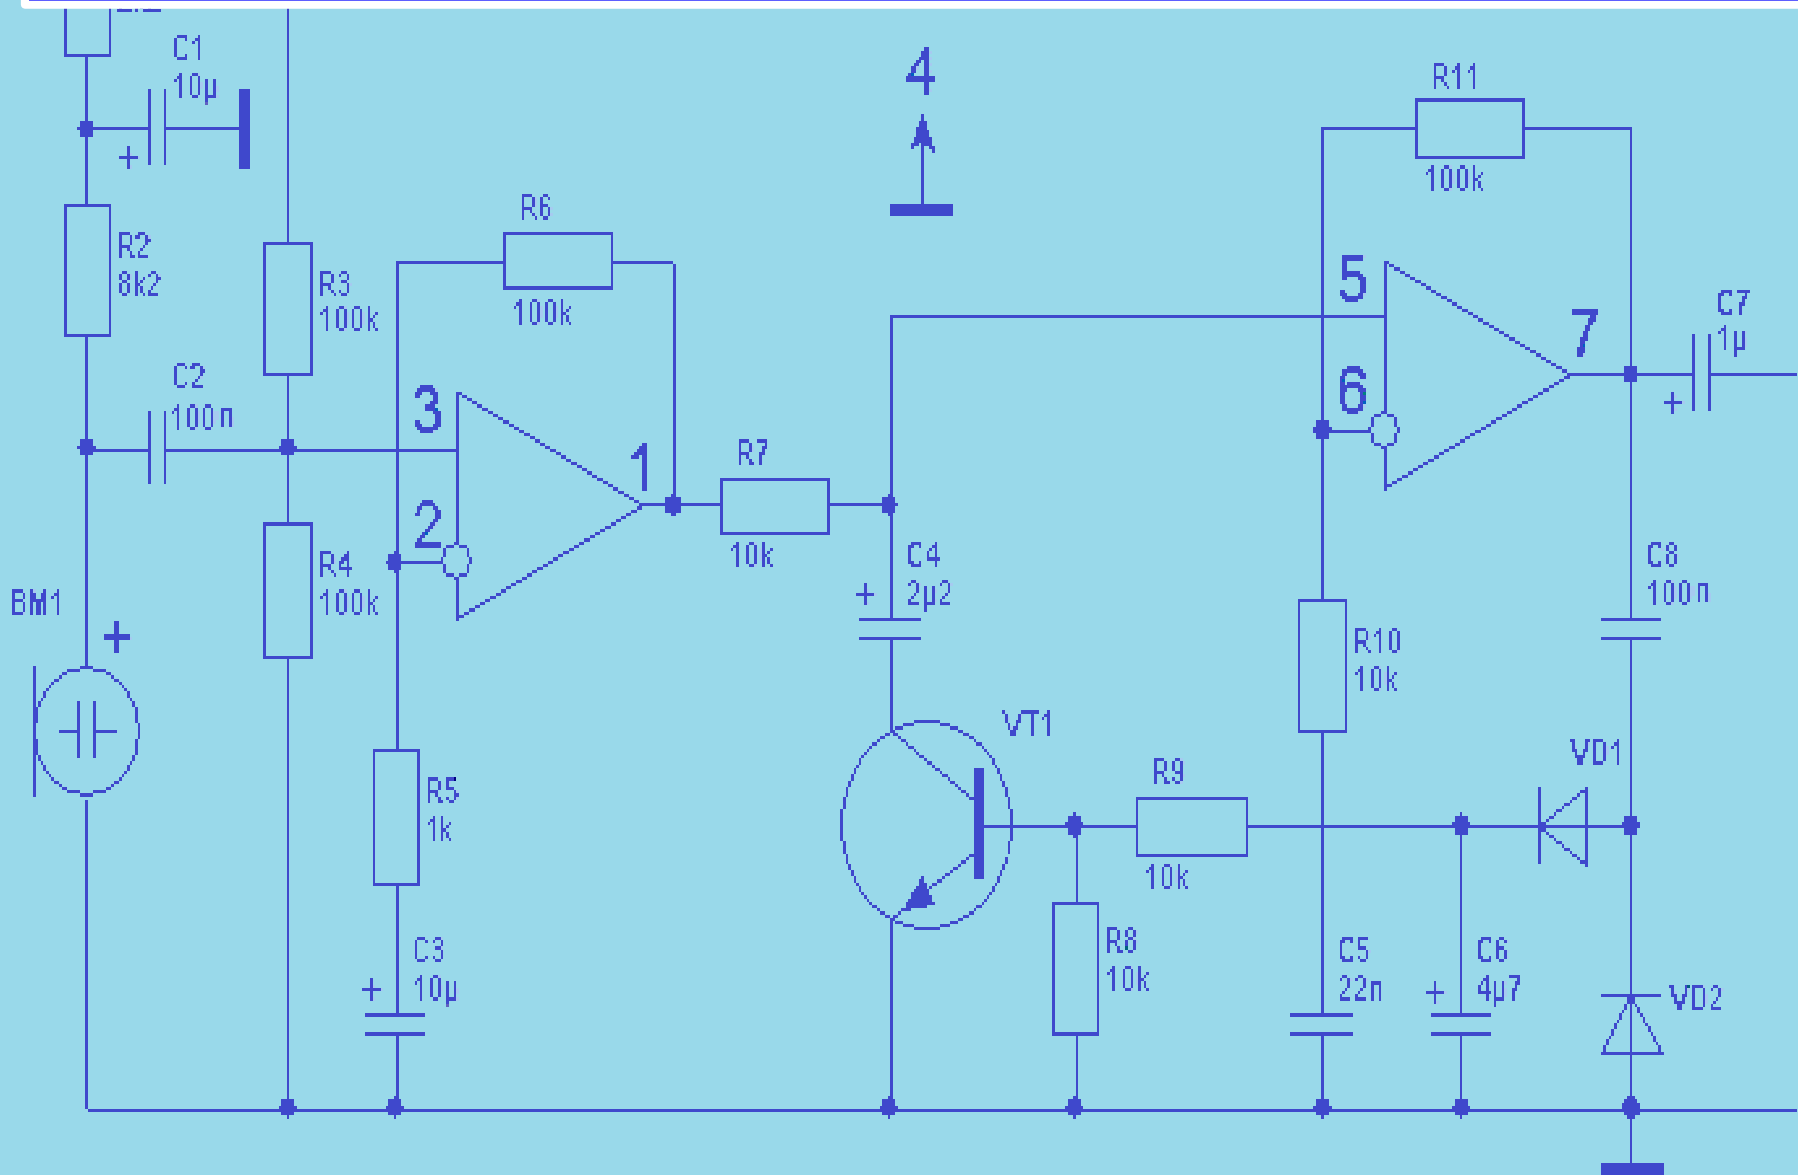 C1
10µ
4
R11
100k
R2
8k2
R6
100k
R3
100k
5
7
C7
1µ
+
C2
100n
3
6
+
1
R7
10k
2
R4
100k
C4
2µ2
+
C8
100n
BM1
+
R10
10k
VT1
VD1
R5
1k
R9
10k
C3
10µ
+
R8
10k
C5
22n
C6
4µ7
+
VD2